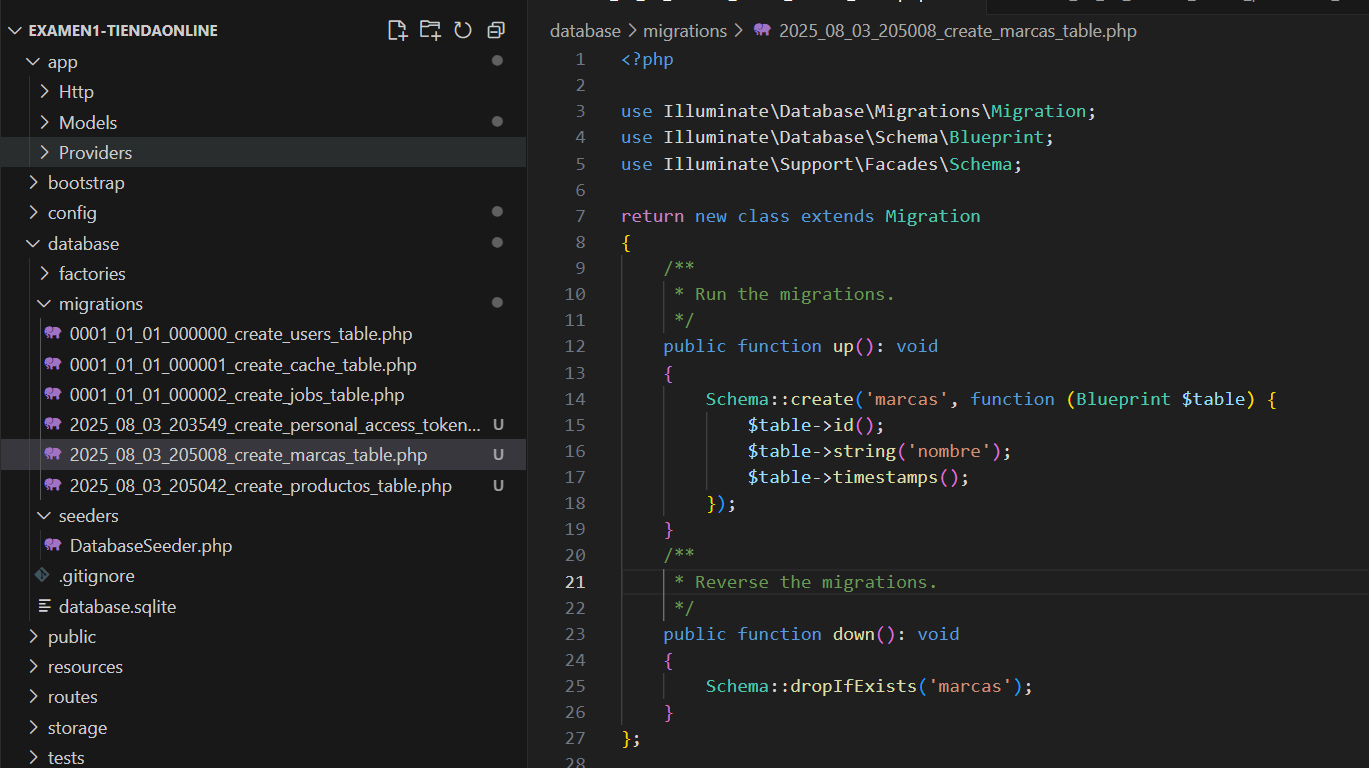 EXAMEN1-TIENDAONLINE
app
Http
Models
Providers
bootstrap
config
database
factories
migrations
0001_01_01_000000_create_users_table.php
0001_01_01_000001_create_cache_table.php
0001_01_01_000002_create_jobs_table.php
2025_08_03_203549_create_personal_access_token... U
2025_08_03_205008_create_marcas_table.php U
2025_08_03_205042_create_productos_table.php U
seeders
DatabaseSeeder.php
.gitignore
database.sqlite
public
resources
routes
storage
tests
database > migrations > 2025_08_03_205008_create_marcas_table.php
1 <?php
2
3 use Illuminate\Database\Migrations\Migration;
4 use Illuminate\Database\Schema\Blueprint;
5 use Illuminate\Support\Facades\Schema;
6
7 return new class extends Migration
8 {
9     /**
10      * Run the migrations.
11      */
12     public function up(): void
13     {
14         Schema::create('marcas', function (Blueprint $table) {
15             $table->id();
16             $table->string('nombre');
17             $table->timestamps();
18         });
19     }
20     /**
21      * Reverse the migrations.
22      */
23     public function down(): void
24     {
25         Schema::dropIfExists('marcas');
26     }
27 };
28